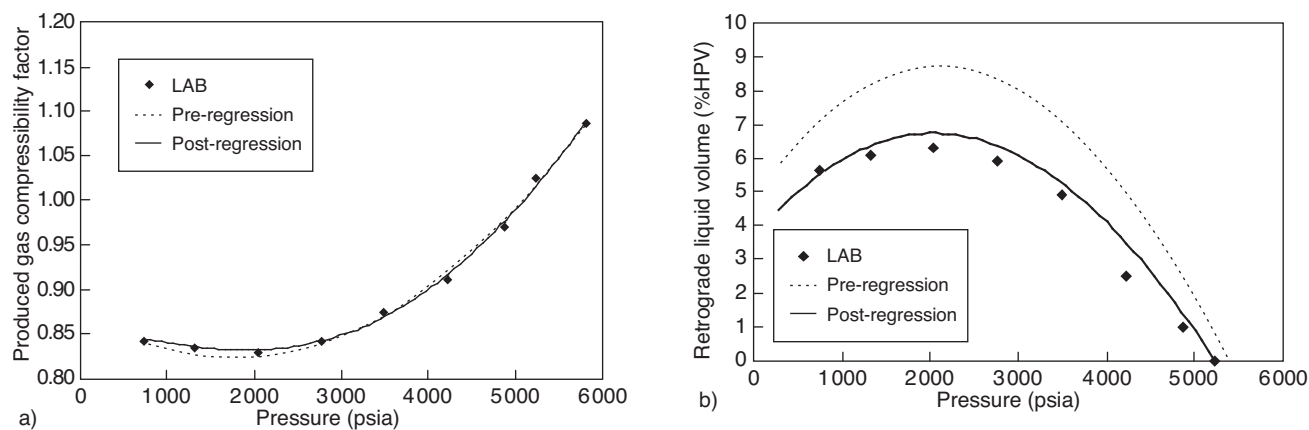 Produced gas compressibility factor
1.20
1.15
1.10
1.05
1.00
0.95
0.90
0.85
0.80
LAB
Pre-regression
Post-regression
0 1000 2000 3000 4000 5000 6000
Pressure (psia)
a)
Retrograde liquid volume (%HPV)
10
9
8
7
6
5
4
3
2
1
0
LAB
Pre-regression
Post-regression
0 1000 2000 3000 4000 5000 6000
Pressure (psia)
b)